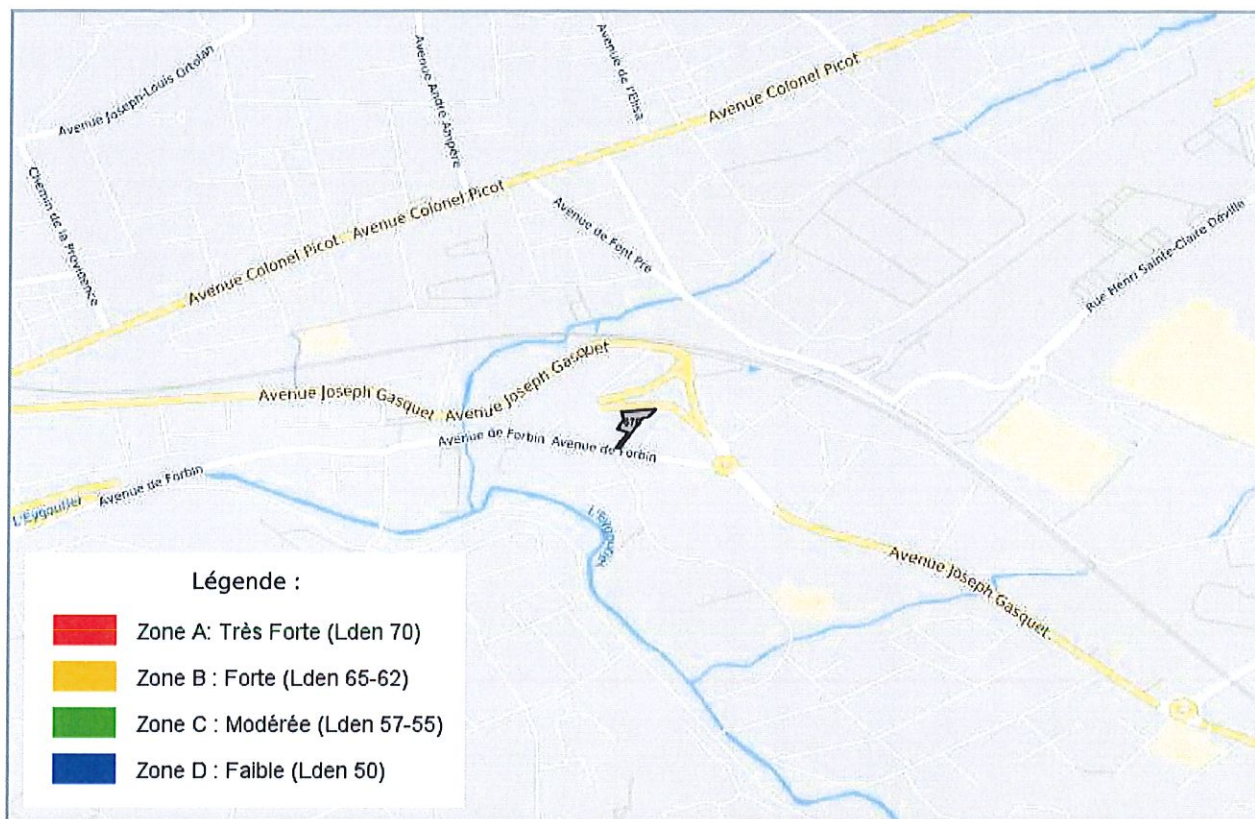 Avenue Joseph-Louis Ortolan
Avenue André Ampère
Avenue de l'Elisa
Avenue Colonel Picot
Chemin de la Providence
Avenue Colonel Picot
Avenue Colonel Picot
Avenue de Font Pre
Rue Henri Sainte-Claire Déville
Avenue Joseph Gasquet
Avenue Joseph Gasquet
Avenue de Forbin
Avenue de Forbin
Avenue de Forbin
L'Eygoutier
L'Eygoutier
Avenue Joseph Gasquet
Légende :
Zone A: Très Forte (Lden 70)
Zone B : Forte (Lden 65-62)
Zone C : Modérée (Lden 57-55)
Zone D : Faible (Lden 50)